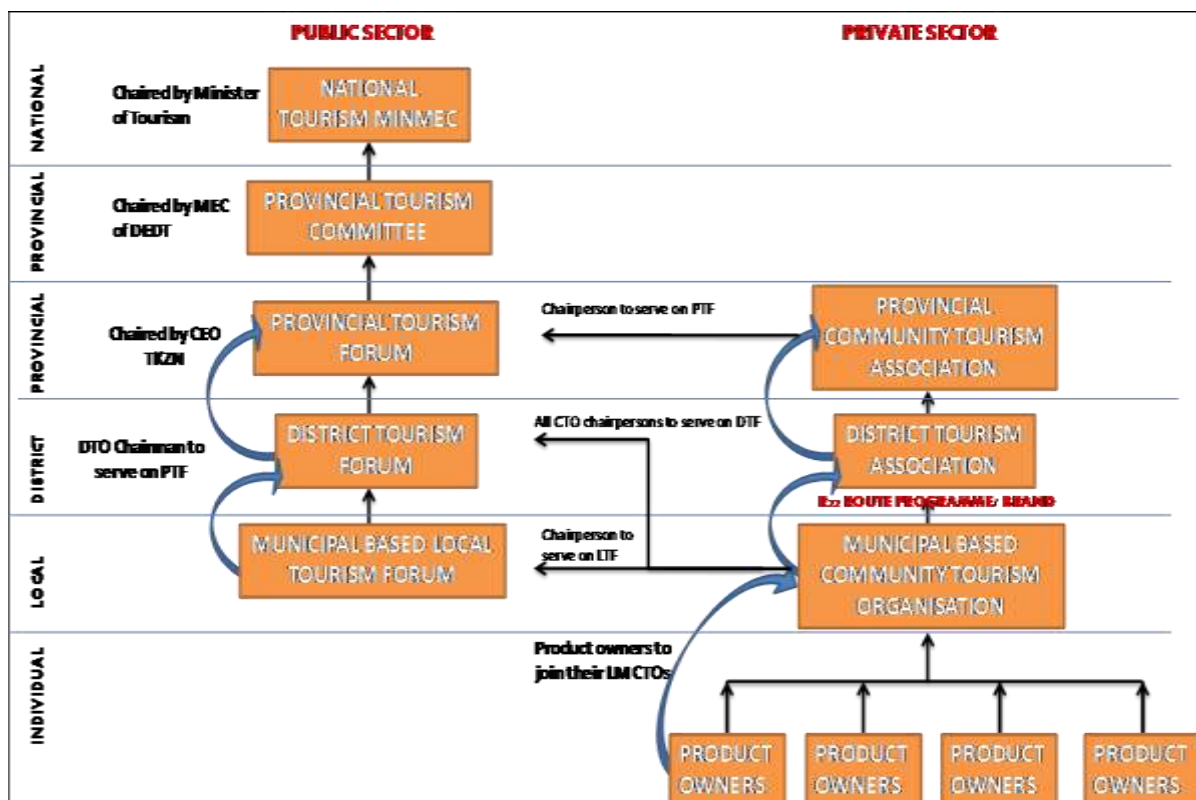 PUBLIC SECTOR
PRIVATE SECTOR
NATIONAL
Chaired by Minister
of Tourism
NATIONAL
TOURISM MINMEC
PROVINCIAL
Chaired by MEC
of DEDT
PROVINCIAL TOURISM
COMMITTEE
PROVINCIAL
Chaired by CEO
TKZN
PROVINCIAL TOURISM
FORUM
Chairperson to serve on PTF
PROVINCIAL
COMMUNITY TOURISM
ASSOCIATION
DISTRICT
DTO Chairman to
serve on PTF
DISTRICT TOURISM
FORUM
All CTO chairpersons to serve on DTF
DISTRICT TOURISM
ASSOCIATION
ROUTE PROGRAMME/ BRAND
LOCAL
MUNICIPAL BASED LOCAL
TOURISM FORUM
Chairperson to
serve on LTF
MUNICIPAL BASED
COMMUNITY TOURISM
ORGANISATION
INDIVIDUAL
Product owners to
join their LM CTOs
PRODUCT
OWNERS
PRODUCT
OWNERS
PRODUCT
OWNERS
PRODUCT
OWNERS